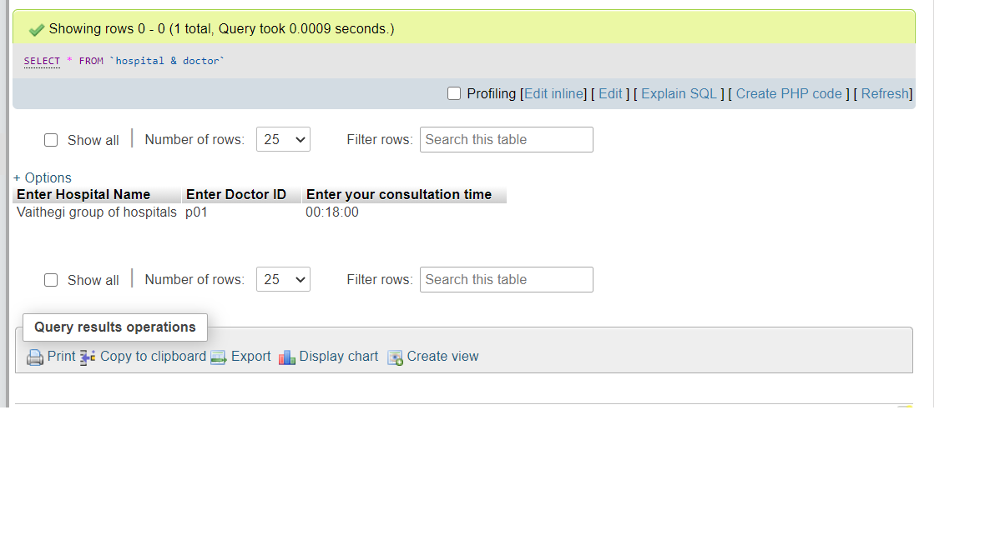 Showing rows 0 - 0 (1 total, Query took 0.0009 seconds.)
SELECT * FROM `hospital & doctor`
Profiling [Edit inline] [ Edit ] [ Explain SQL ] [ Create PHP code ] [ Refresh]
Show all Number of rows: 25 Filter rows: Search this table
+ Options
Enter Hospital Name Enter Doctor ID Enter your consultation time
Vaithegi group of hospitals p01 00:18:00
Show all Number of rows: 25 Filter rows: Search this table
Query results operations
Print Copy to clipboard Export Display chart Create view